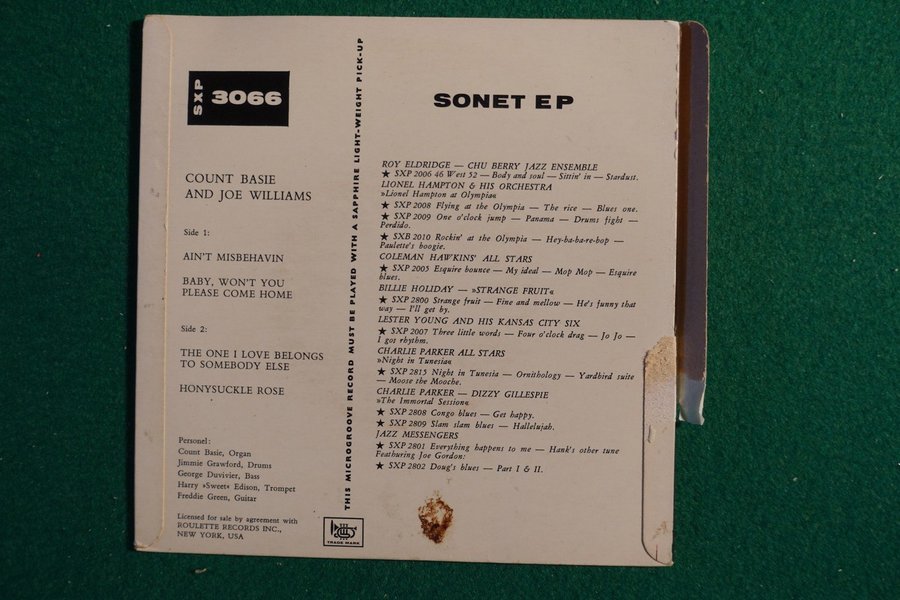 SXP 3066
COUNT BASIE
AND JOE WILLIAMS
Side 1:
AIN'T MISBEHAVIN
BABY, WON'T YOU
PLEASE COME HOME
Side 2:
THE ONE I LOVE BELONGS
TO SOMEBODY ELSE
HONYSUCKLE ROSE
Personel:
Count Basie, Organ
Jimmie Grawford, Drums
George Duvivier, Bass
Harry »Sweet« Edison, Trompet
Freddie Green, Guitar
Licensed for sale by agreement with
ROULETTE RECORDS INC.,
NEW YORK, USA
THIS MICROGROOVE RECORD MUST BE PLAYED WITH A SAPPHIRE LIGHT-WEIGHT PICK-UP
SONET EP
ROY ELDRIDGE — CHU BERRY JAZZ ENSEMBLE
★ SXP 2006 46 West 52 — Body and soul — Sittin' in — Stardust.
LIONEL HAMPTON & HIS ORCHESTRA
»Lionel Hampton at Olympia«
★ SXP 2008 Flying at the Olympia — The rice — Blues one.
★ SXP 2009 One o'clock jump — Panama — Drums fight —
Perdido.
★ SXB 2010 Rockin' at the Olympia — Hey-ba-ba-re-bop —
Paulette's boogie.
COLEMAN HAWKINS' ALL STARS
★ SXP 2005 Esquire bounce — My ideal — Mop Mop — Esquire
blues.
BILLIE HOLIDAY — »STRANGE FRUIT«
★ SXP 2800 Strange fruit — Fine and mellow — He's funny that
way — I'll get by.
LESTER YOUNG AND HIS KANSAS CITY SIX
★ SXP 2007 Three little words — Four o'clock drag — Jo Jo —
I got rhythm.
CHARLIE PARKER ALL STARS
»Night in Tunesia«
★ SXP 2815 Night in Tunesia — Ornithology — Yardbird suite
— Moose the Mooche.
CHARLIE PARKER — DIZZY GILLESPIE
»The Immortal Session«
★ SXP 2808 Congo blues — Get happy.
★ SXP 2809 Slam slam blues — Hallelujah.
JAZZ MESSENGERS
★ SXP 2801 Everything happens to me — Hank's other tune
Feathuring Joe Gordon:
★ SXP 2802 Doug's blues — Part I & II.
TRADE MARK